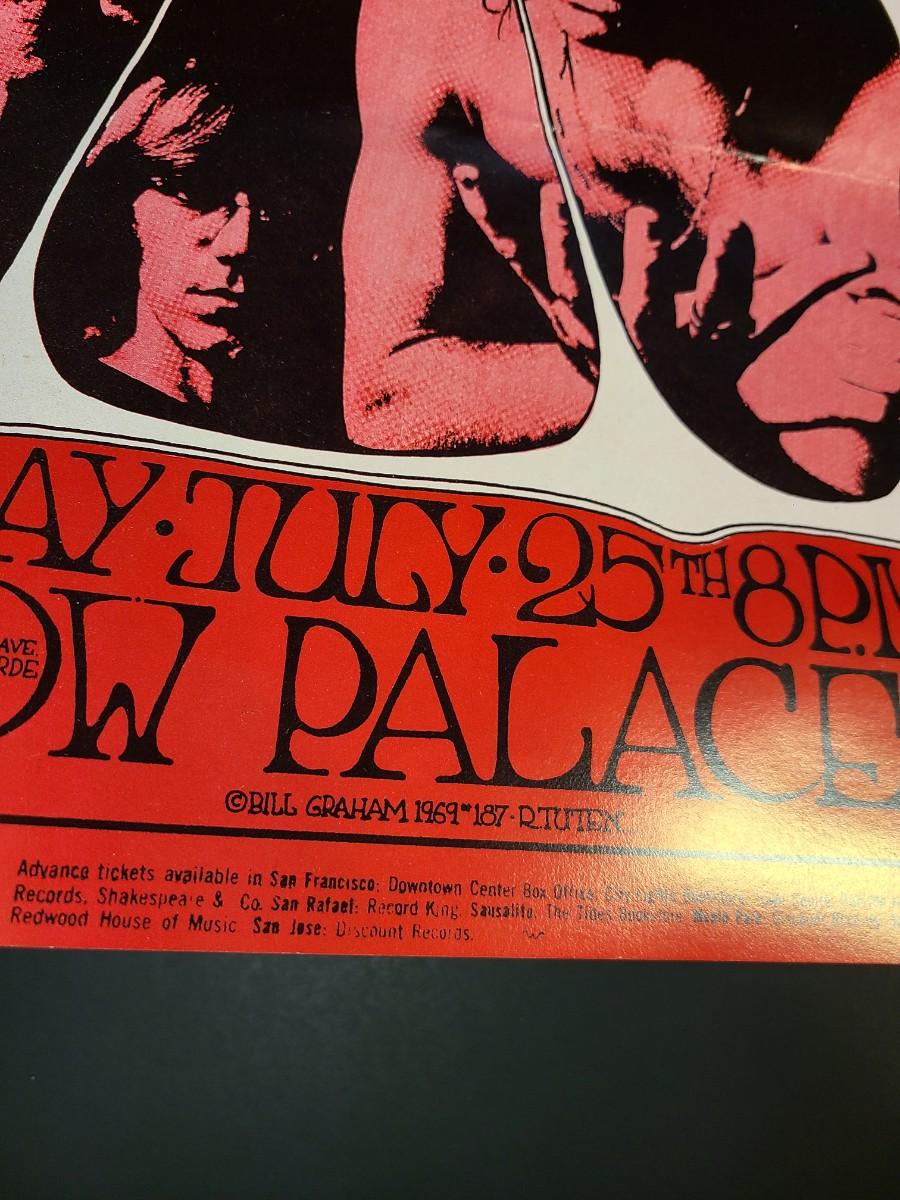 AY · JULY · 25TH 8 P.M
OW PALACE
AVE.
RDE
©BILL GRAHAM 1969 187 · R.TUTEN
Advance tickets available in San Francisco: Downtown Center Box Office,
Records, Shakespeare & Co. San Rafael: Record King. Sausalito, The Tides Bookstore. Menlo Park,
Redwood House of Music. San Jose: Discount Records.